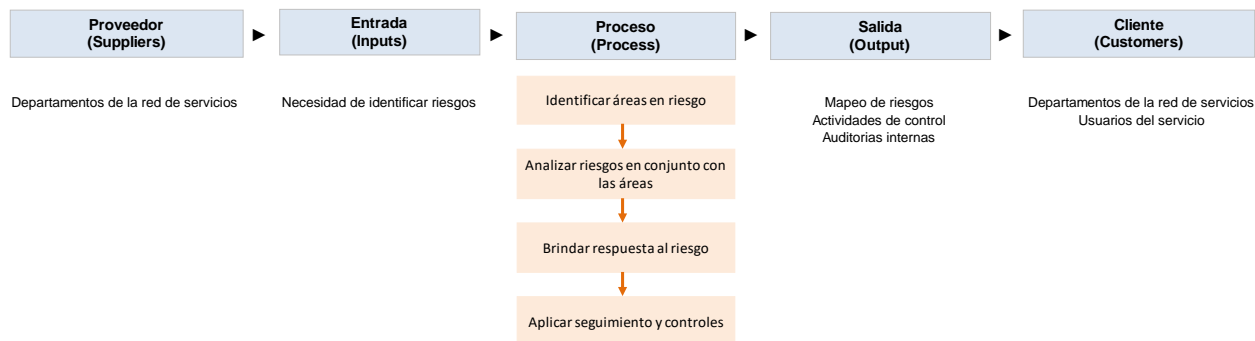 Proveedor
(Suppliers)
Entrada
(Inputs)
Proceso
(Process)
Salida
(Output)
Cliente
(Customers)
Departamentos de la red de servicios
Necesidad de identificar riesgos
Identificar áreas en riesgo
Analizar riesgos en conjunto con
las áreas
Brindar respuesta al riesgo
Aplicar seguimiento y controles
Mapeo de riesgos
Actividades de control
Auditorias internas
Departamentos de la red de servicios
Usuarios del servicio